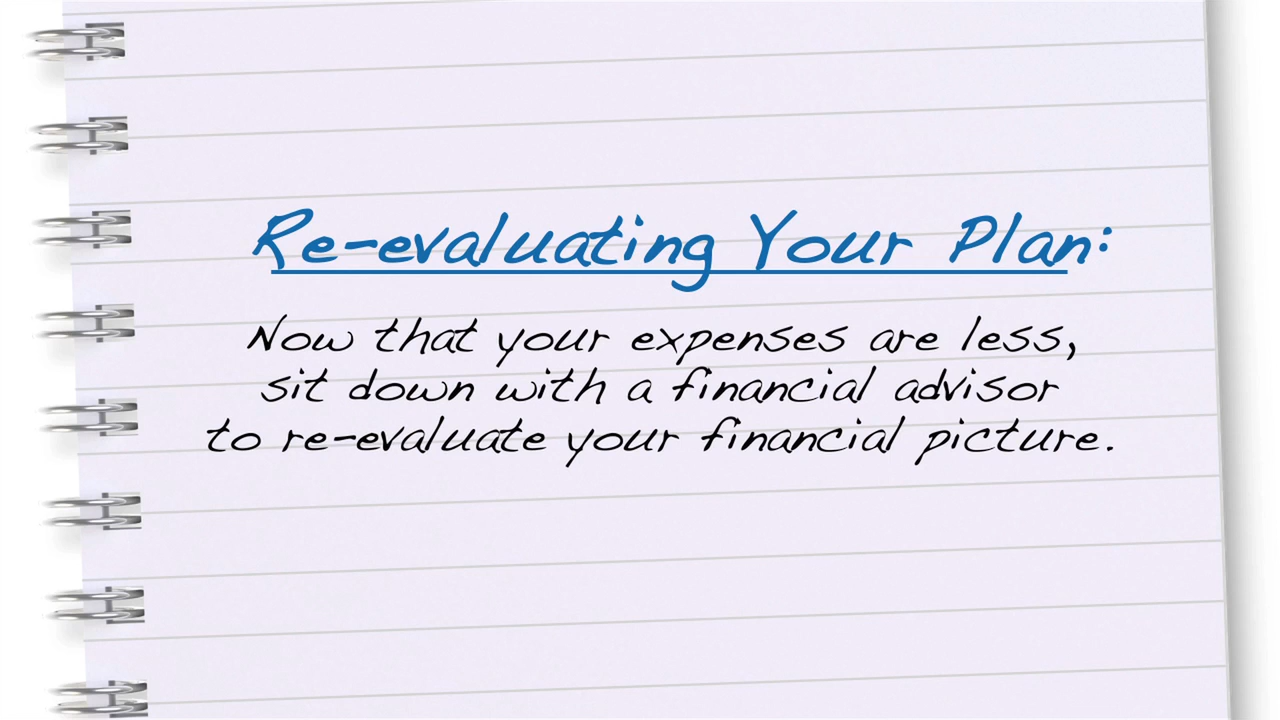 Re-evaluating Your Plan:
Now that your expenses are less,
sit down with a financial advisor
to re-evaluate your financial picture.